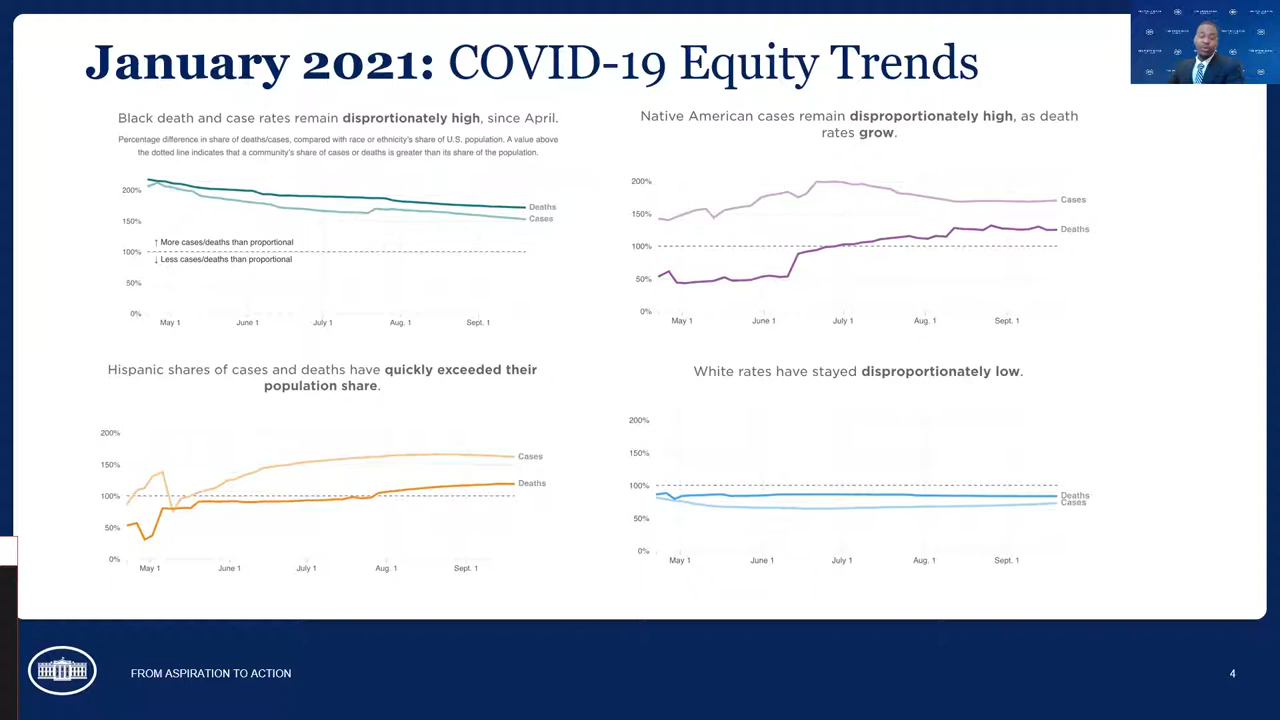 January 2021: COVID-19 Equity Trends
Black death and case rates remain disprortionately high, since April.
Percentage difference in share of deaths/cases, compared with race or ethnicity's share of U.S. population. A value above
the dotted line indicates that a community's share of cases or deaths is greater than its share of the population.
200%
150%
100%
50%
0%
Deaths
Cases
↑ More cases/deaths than proportional
↓ Less cases/deaths than proportional
May 1
June 1
July 1
Aug. 1
Sept. 1
Native American cases remain disproportionately high, as death
rates grow.
200%
150%
100%
50%
0%
Cases
Deaths
May 1
June 1
July 1
Aug. 1
Sept. 1
Hispanic shares of cases and deaths have quickly exceeded their
population share.
200%
150%
100%
50%
0%
Cases
Deaths
May 1
June 1
July 1
Aug. 1
Sept. 1
White rates have stayed disproportionately low.
200%
150%
100%
50%
0%
Deaths
Cases
May 1
June 1
July 1
Aug. 1
Sept. 1
FROM ASPIRATION TO ACTION
4